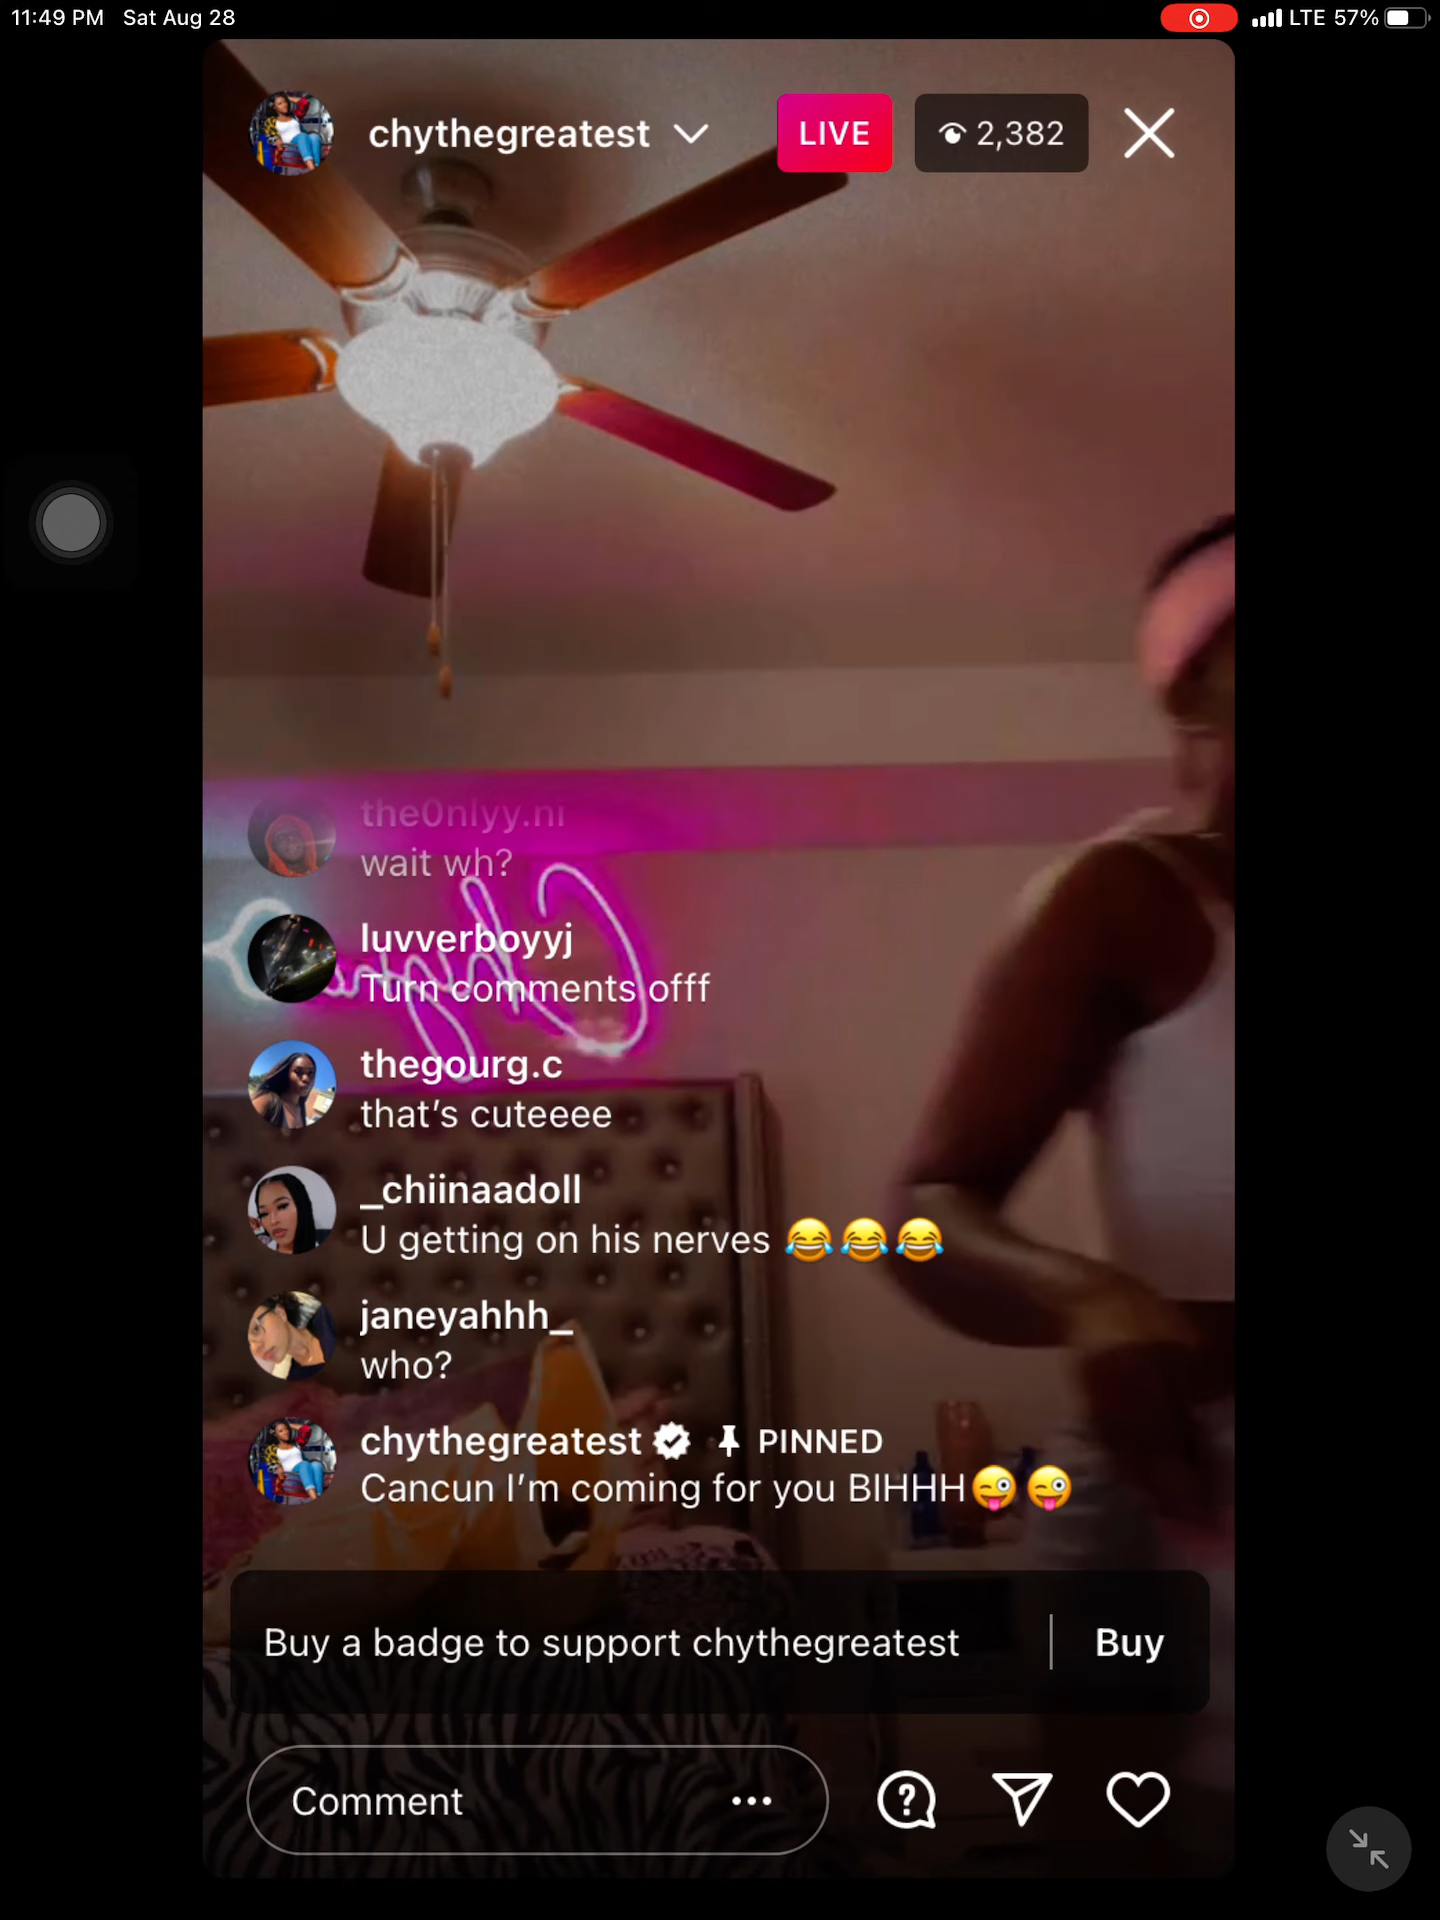 11:49 PM Sat Aug 28
LTE 57%
chythegreatest
LIVE
2,382
the0nlyy.ni
wait wh?
luvverboyyj
Turn comments offf
thegourg.c
that's cuteeee
_chiinaadoll
U getting on his nerves 😂😂😂
janeyahhh_
who?
chythegreatest PINNED
Cancun I'm coming for you BIHHH😜😜
Buy a badge to support chythegreatest
Buy
Comment